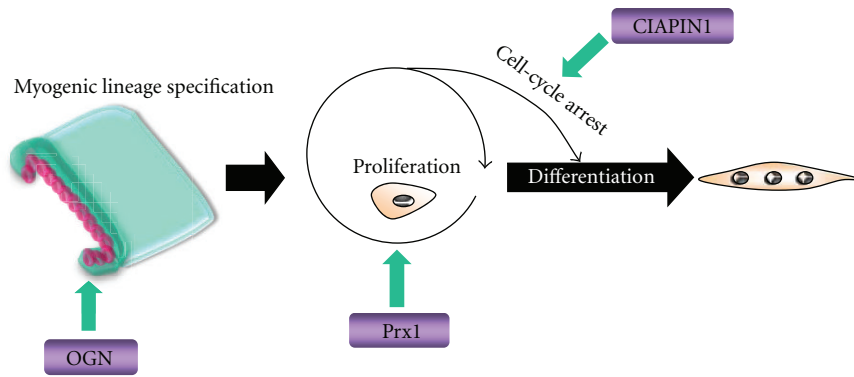 CIAPIN1
Cell-cycle arrest
Myogenic lineage specification
Proliferation
Differentiation
Prx1
OGN